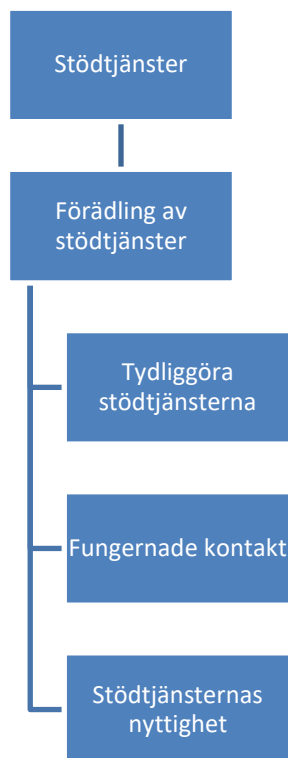 Stödtjänster
Förädling av
stödtjänster
Tydliggöra
stödtjänsterna
Fungernade kontakt
Stödtjänsternas
nyttighet